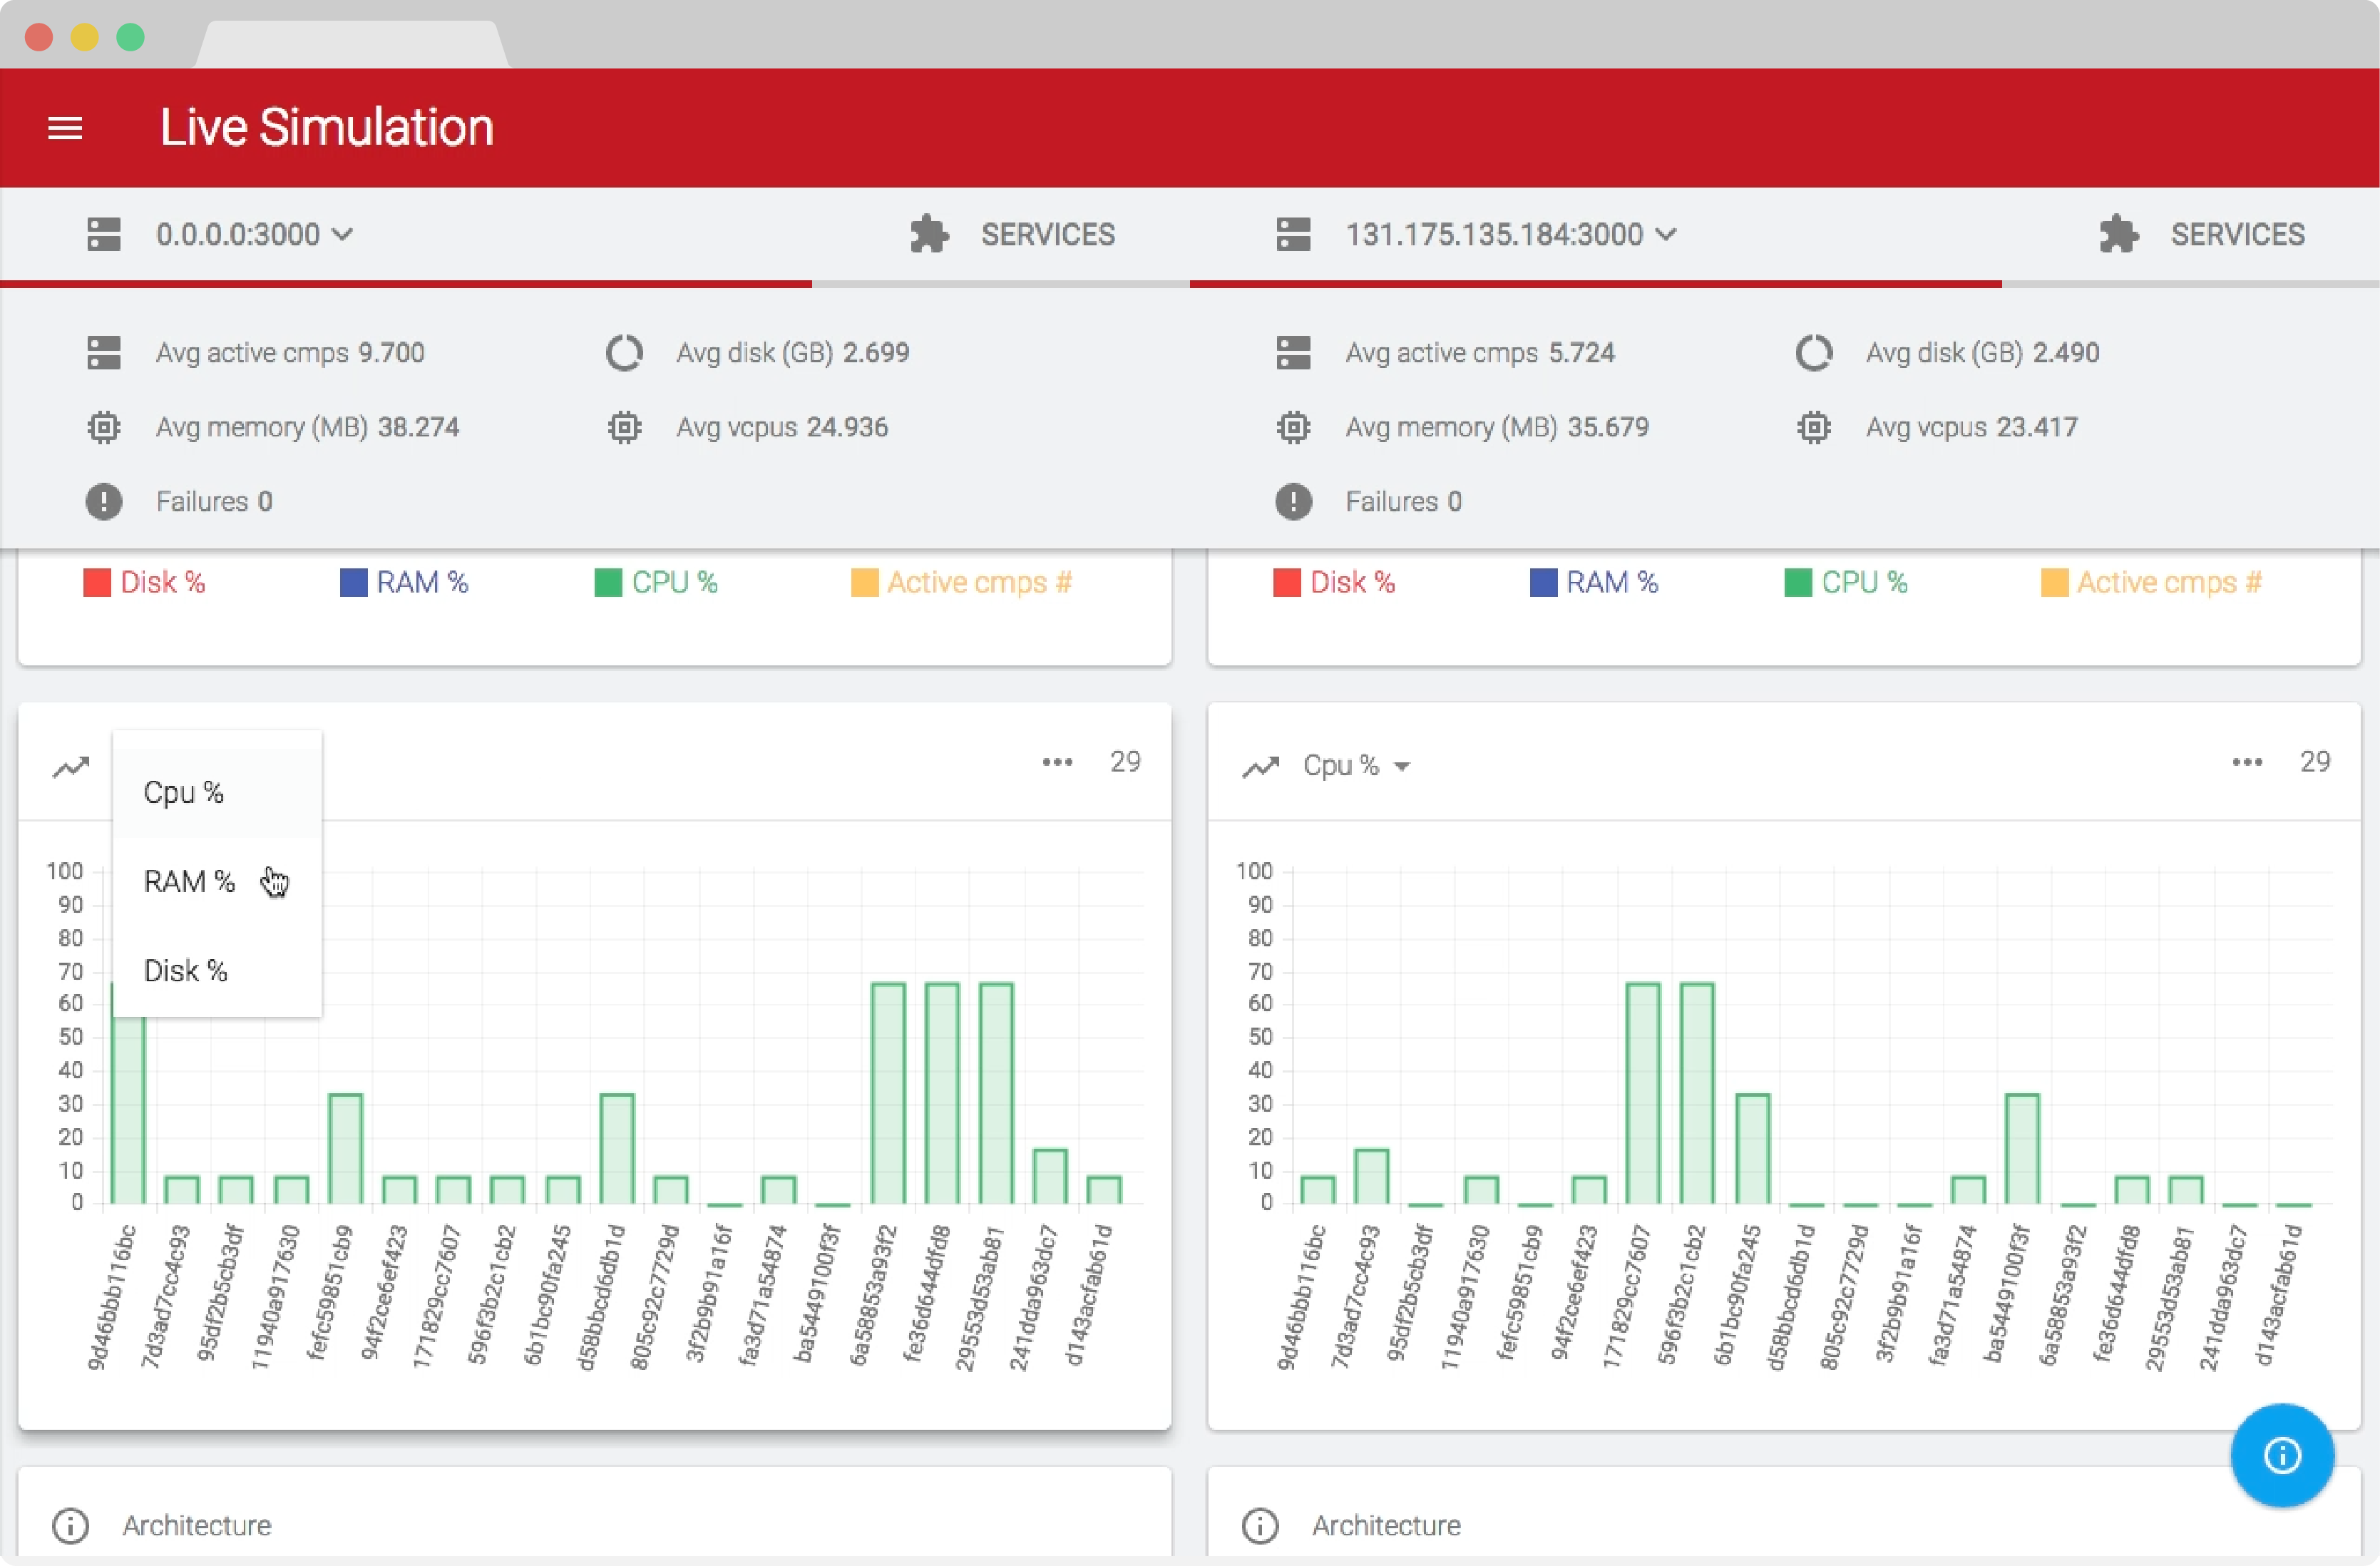 Live Simulation
0.0.0.0:3000
SERVICES
131.175.135.184:3000
SERVICES
Avg active cmps 9.700
Avg disk (GB) 2.699
Avg memory (MB) 38.274
Avg vcpus 24.936
Failures 0
Avg active cmps 5.724
Avg disk (GB) 2.490
Avg memory (MB) 35.679
Avg vcpus 23.417
Failures 0
Disk %
RAM %
CPU %
Active cmps #
Disk %
RAM %
CPU %
Active cmps #
Cpu %
RAM %
Disk %
29
100
90
80
70
60
50
40
30
20
10
0
9d46bbb116bc
7d3ad7cc4c93
95df2b5cb3df
11940a917630
fefc59851cb9
94f2ce6ef423
171829cc7607
596f3b2c1cb2
6b1bc90fa245
d58bbcd6db1d
805c92c7729d
3f2b9b91a16f
fa3d71a54874
ba5449100f3f
6a58853a93f2
fe36d644dfd8
29553d53ab81
241dda963dc7
d143acfab61d
Cpu %
29
100
90
80
70
60
50
40
30
20
10
0
9d46bbb116bc
7d3ad7cc4c93
95df2b5cb3df
11940a917630
fefc59851cb9
94f2ce6ef423
171829cc7607
596f3b2c1cb2
6b1bc90fa245
d58bbcd6db1d
805c92c7729d
3f2b9b91a16f
fa3d71a54874
ba5449100f3f
6a58853a93f2
fe36d644dfd8
29553d53ab81
241dda963dc7
d143acfab61d
Architecture
Architecture